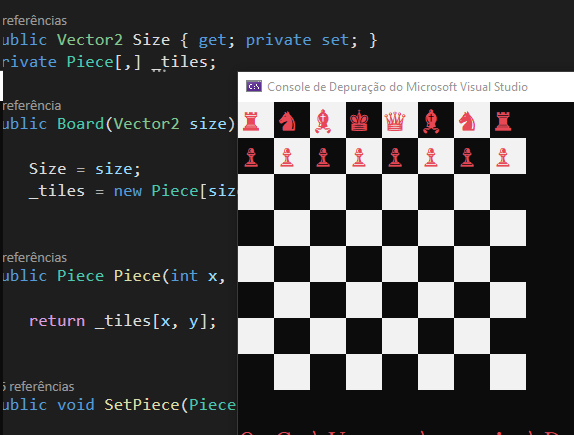 referências
ublic Vector2 Size { get; private set; }
rivate Piece[,] _tiles;
Console de Depuração do Microsoft Visual Studio
referência
ublic Board(Vector2 size)
Size = size;
_tiles = new Piece[siz
referências
ublic Piece Piece(int x,
return _tiles[x, y];
6 referências
ublic void SetPiece(Piece